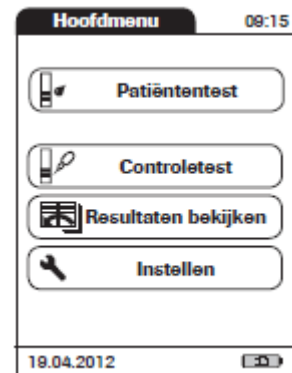 Hoofdmenu 09:15
Patiëntentest
Controletest
Resultaten bekijken
Instellen
19.04.2012